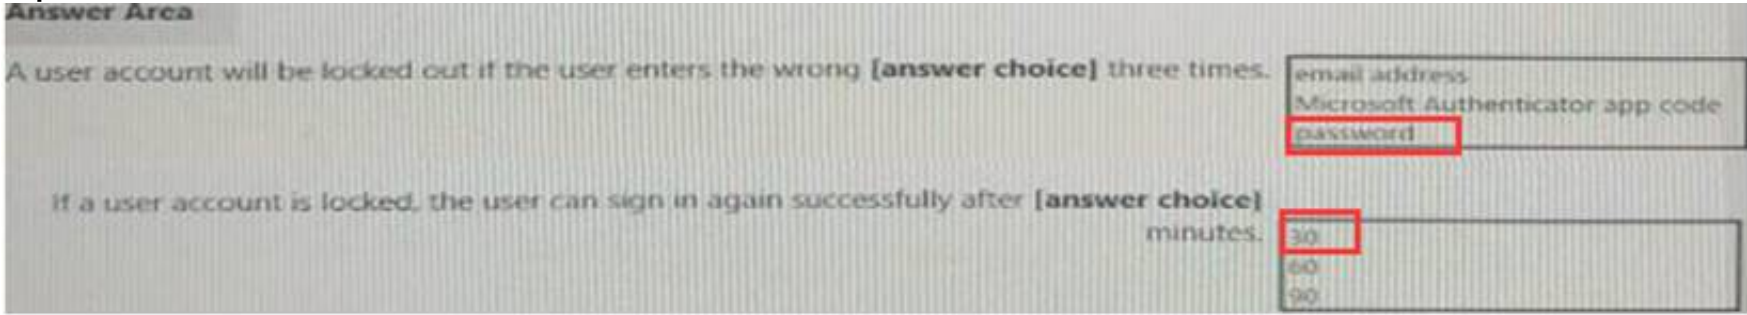 Answer Area
A user account will be locked out if the user enters the wrong [answer choice] three times.
email address
Microsoft Authenticator app code
password
If a user account is locked, the user can sign in again successfully after [answer choice]
minutes.
30
60
90